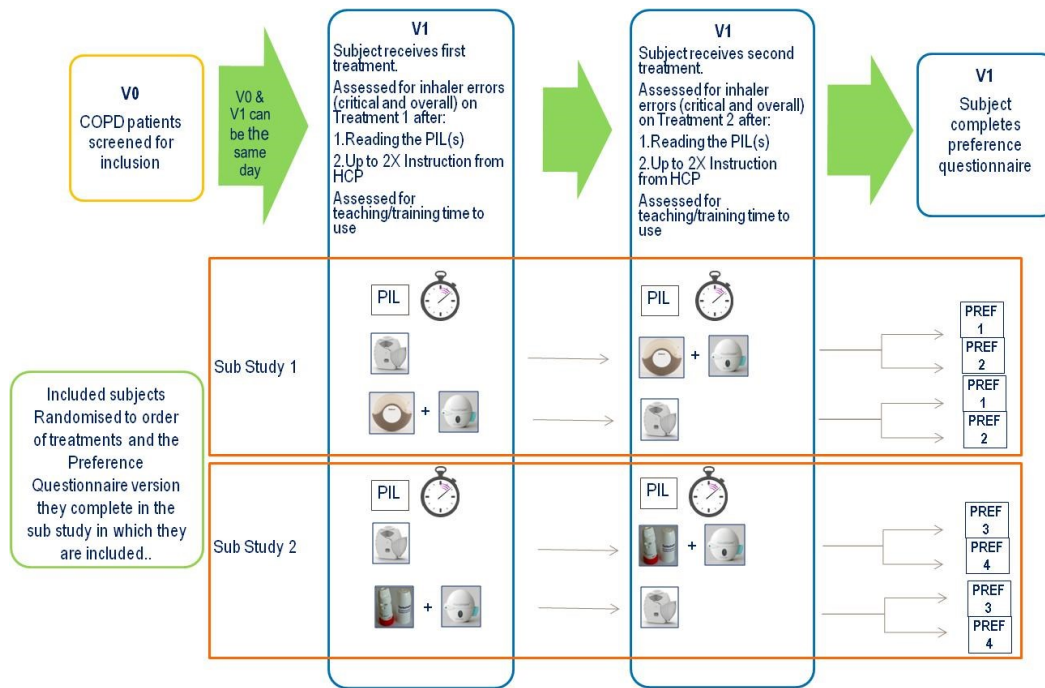 V0
COPD patients
screened for
inclusion
V0 &
V1 can
be the
same
day
V1
Subject receives first
treatment.
Assessed for inhaler errors
(critical and overall) on
Treatment 1 after:
1.Reading the PIL(s)
2.Up to 2X Instruction from
HCP
Assessed for
teaching/training time to
use
V1
Subject receives second
treatment.
Assessed for inhaler
errors (critical and overall)
on Treatment 2 after:
1.Reading the PIL(s)
2.Up to 2X Instruction
from HCP
Assessed for
teaching/training time to
use
V1
Subject
completes
preference
questionnaire
Included subjects
Randomised to order
of treatments and the
Preference
Questionnaire version
they complete in the
sub study in which they
are included..
Sub Study 1
PIL
+
PIL
+
PREF
1
PREF
2
PREF
1
PREF
2
Sub Study 2
PIL
+
PIL
+
PREF
3
PREF
4
PREF
3
PREF
4